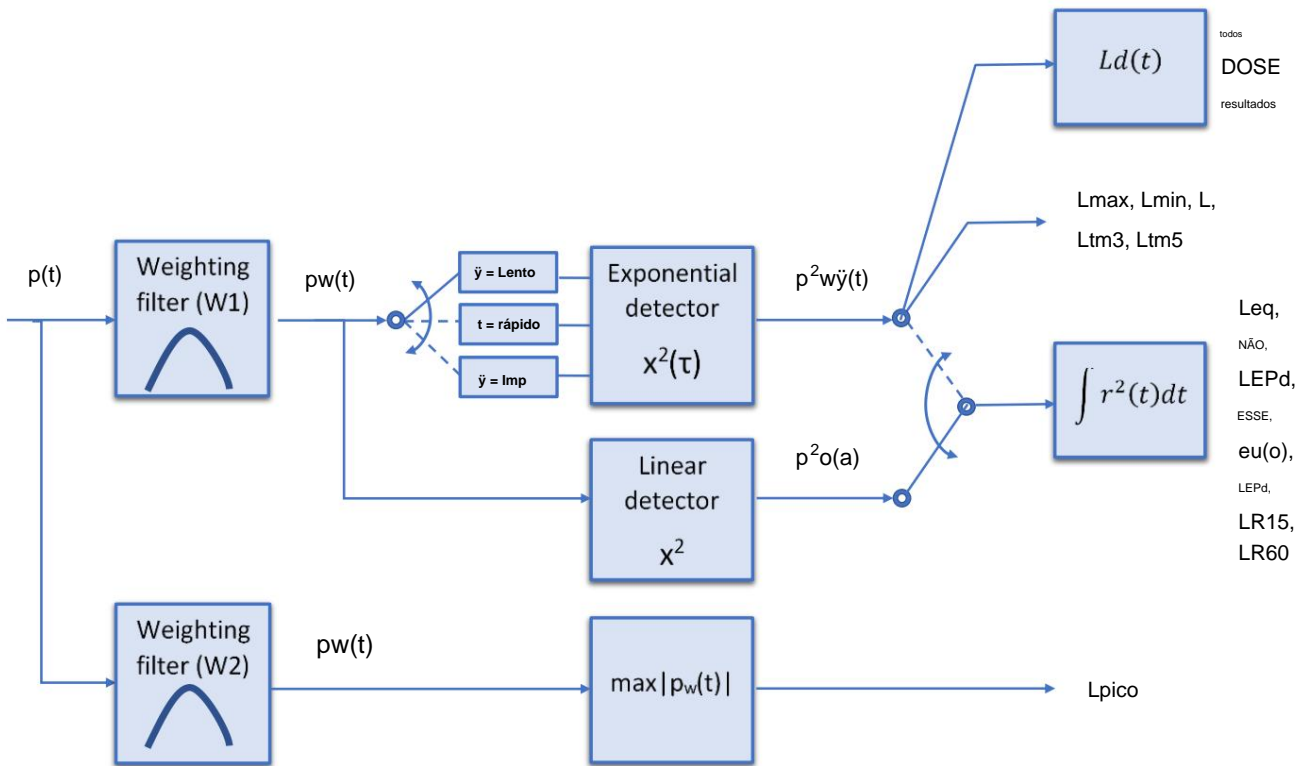 todos
Ld(t)
DOSE
resultados
Lmax, Lmin, L,
Ltm3, Ltm5
p(t)
Weighting
filter (W1)
pw(t)
ÿ = Lento
t = rápido
ÿ = Imp
Exponential
detector
x²(τ)
p²wÿ(t)
Leq,
NÃO,
LEPd,
ESSE,
eu(o),
LEPd,
LR15,
LR60
∫ r²(t)dt
Linear
detector
x²
p²o(a)
Weighting
filter (W2)
pw(t)
max|pw(t)|
Lpico